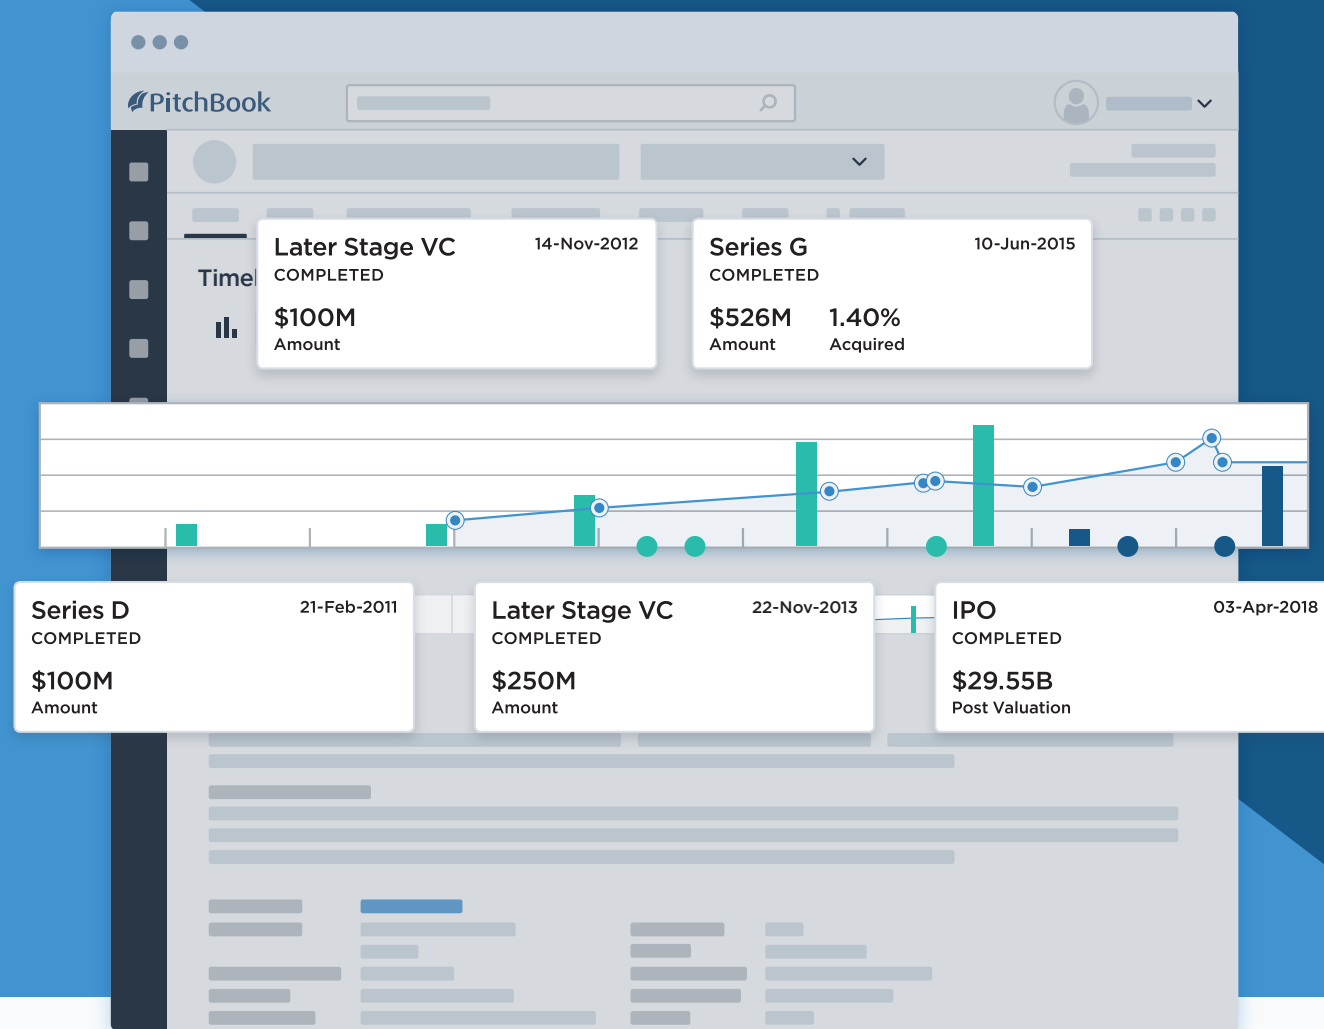 PitchBook
Later Stage VC 14-Nov-2012
COMPLETED
$100M
Amount
Series G 10-Jun-2015
COMPLETED
$526M 1.40%
Amount Acquired
Timel
Series D 21-Feb-2011
COMPLETED
$100M
Amount
Later Stage VC 22-Nov-2013
COMPLETED
$250M
Amount
IPO 03-Apr-2018
COMPLETED
$29.55B
Post Valuation